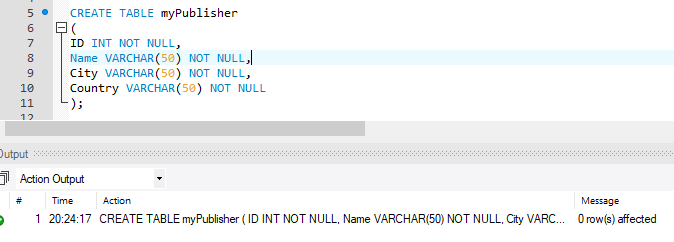 5 CREATE TABLE myPublisher
6 (
7 ID INT NOT NULL,
8 Name VARCHAR(50) NOT NULL,
9 City VARCHAR(50) NOT NULL,
10 Country VARCHAR(50) NOT NULL
11 );
12
Output
Action Output
# Time Action Message
1 20:24:17 CREATE TABLE myPublisher ( ID INT NOT NULL, Name VARCHAR(50) NOT NULL, City VARC... 0 row(s) affected